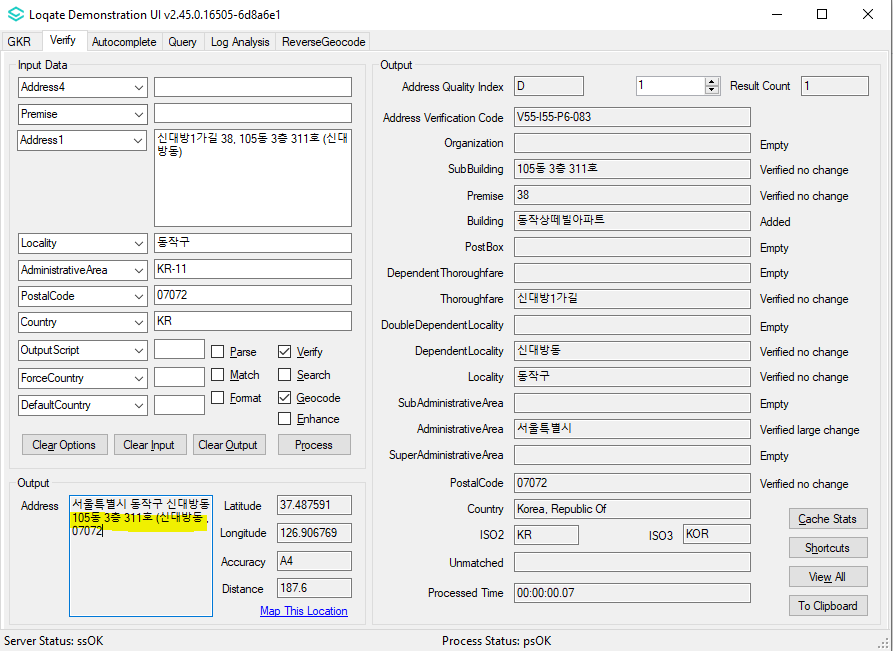 Loqate Demonstration UI v2.45.0.16505-6d8a6e1
GKR Verify Autocomplete Query Log Analysis ReverseGeocode
Input Data
Address4
Premise
Address1 신대방1가길 38, 105동 3층 311호 (신대
방동)
Locality 동작구
AdministrativeArea KR-11
PostalCode 07072
Country KR
OutputScript Parse Verify
ForceCountry Match Search
DefaultCountry Format Geocode
Enhance
Clear Options Clear Input Clear Output Process
Output
Address 서울특별시 동작구 신대방동
105동 3층 311호 (신대방동 ,
07072
Latitude 37.487591
Longitude 126.906769
Accuracy A4
Distance 187.6
Map This Location
Output
Address Quality Index D 1 Result Count 1
Address Verification Code V55-I55-P6-083
Organization Empty
SubBuilding 105동 3층 311호 Verified no change
Premise 38 Verified no change
Building 동작상떼빌아파트 Added
PostBox Empty
DependentThoroughfare Empty
Thoroughfare 신대방1가길 Verified no change
DoubleDependentLocality Empty
DependentLocality 신대방동 Verified no change
Locality 동작구 Verified no change
SubAdministrativeArea Empty
AdministrativeArea 서울특별시 Verified large change
SuperAdministrativeArea Empty
PostalCode 07072 Verified no change
Country Korea, Republic Of
ISO2 KR ISO3 KOR
Unmatched
Processed Time 00:00:00.07
Cache Stats
Shortcuts
View All
To Clipboard
Server Status: ssOK Process Status: psOK